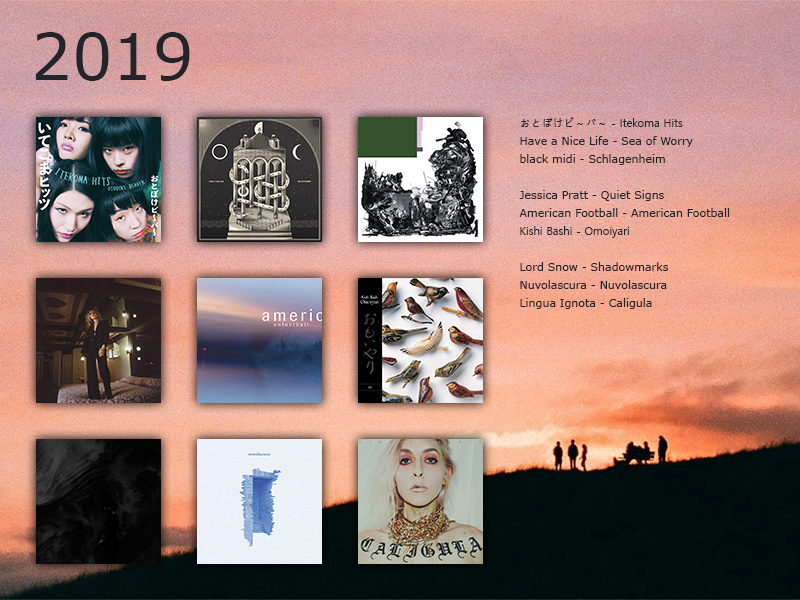 2019
いてこまヒッツ
ITEKOMA HITS
OTOBOKE BEAVER
おとぼけビ～バ～
americ
anfootball
Kishi Bashi
Omoiyari
おもいやり
nuvolascura
CALIGULA
おとぼけビ～バ～ - Itekoma Hits
Have a Nice Life - Sea of Worry
black midi - Schlagenheim
Jessica Pratt - Quiet Signs
American Football - American Football
Kishi Bashi - Omoiyari
Lord Snow - Shadowmarks
Nuvolascura - Nuvolascura
Lingua Ignota - Caligula